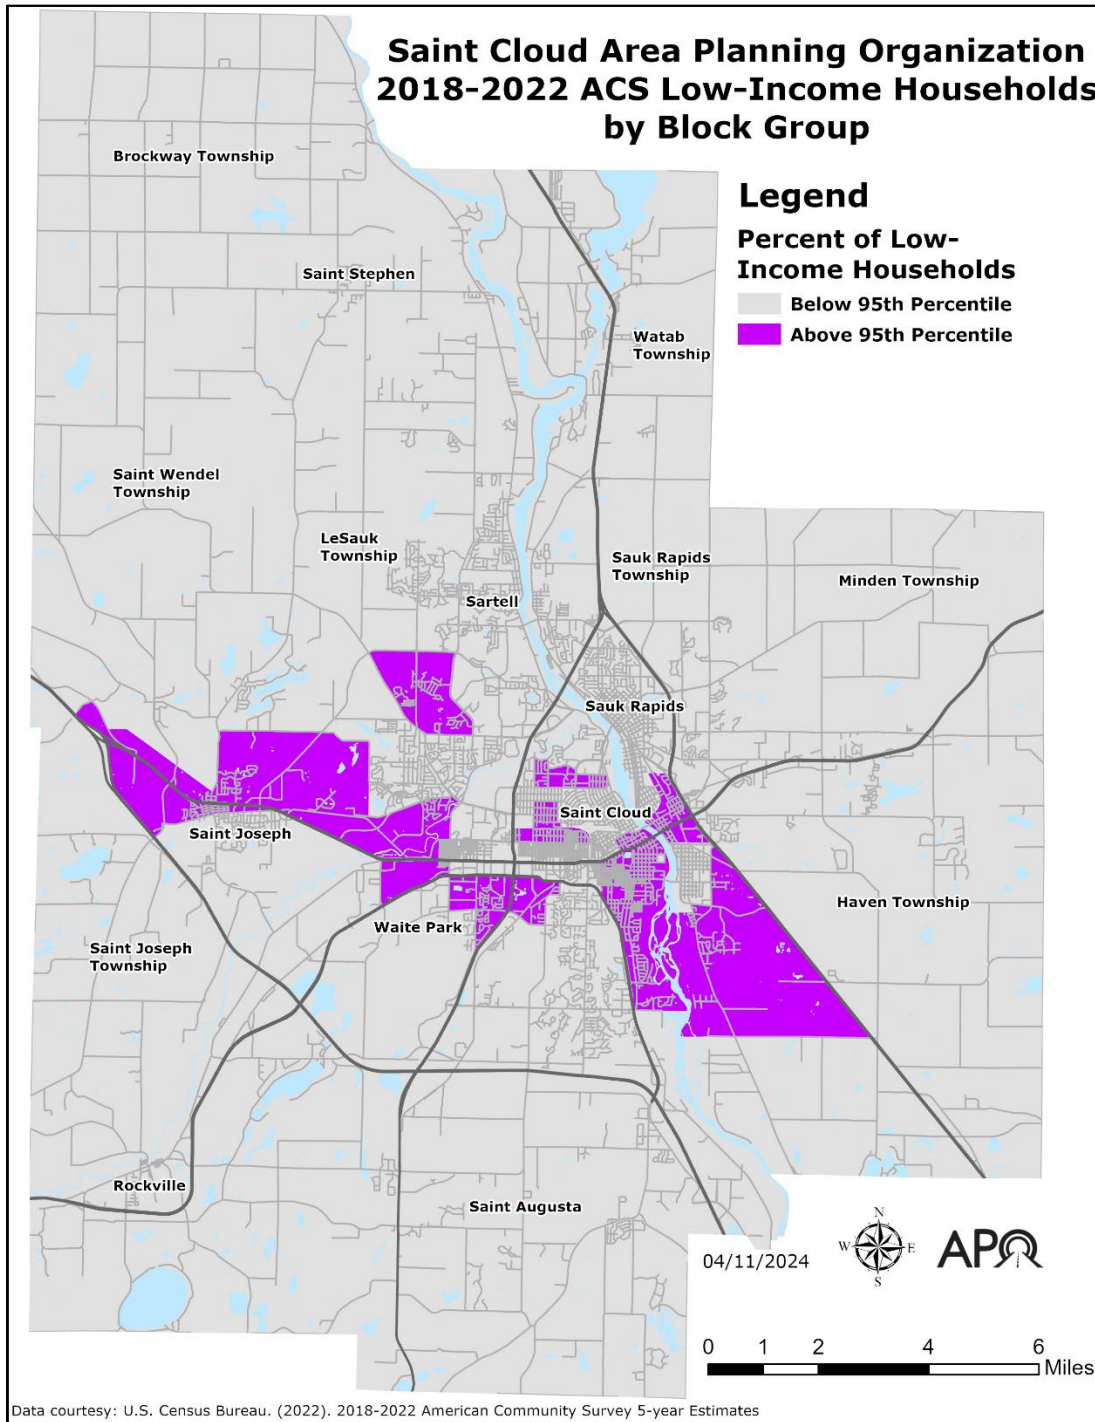 Saint Cloud Area Planning Organization
2018-2022 ACS Low-Income Households
by Block Group
Legend
Percent of Low-
Income Households
Below 95th Percentile
Above 95th Percentile
Brockway Township
Saint Stephen
Watab
Township
Saint Wendel
Township
LeSauk
Township
Sauk Rapids
Township
Minden Township
Sartell
Sauk Rapids
Saint Cloud
Saint Joseph
Haven Township
Waite Park
Saint Joseph
Township
Rockville
Saint Augusta
N
W E
S
04/11/2024
APO
0 1 2 4 6
Miles
Data courtesy: U.S. Census Bureau. (2022). 2018-2022 American Community Survey 5-year Estimates